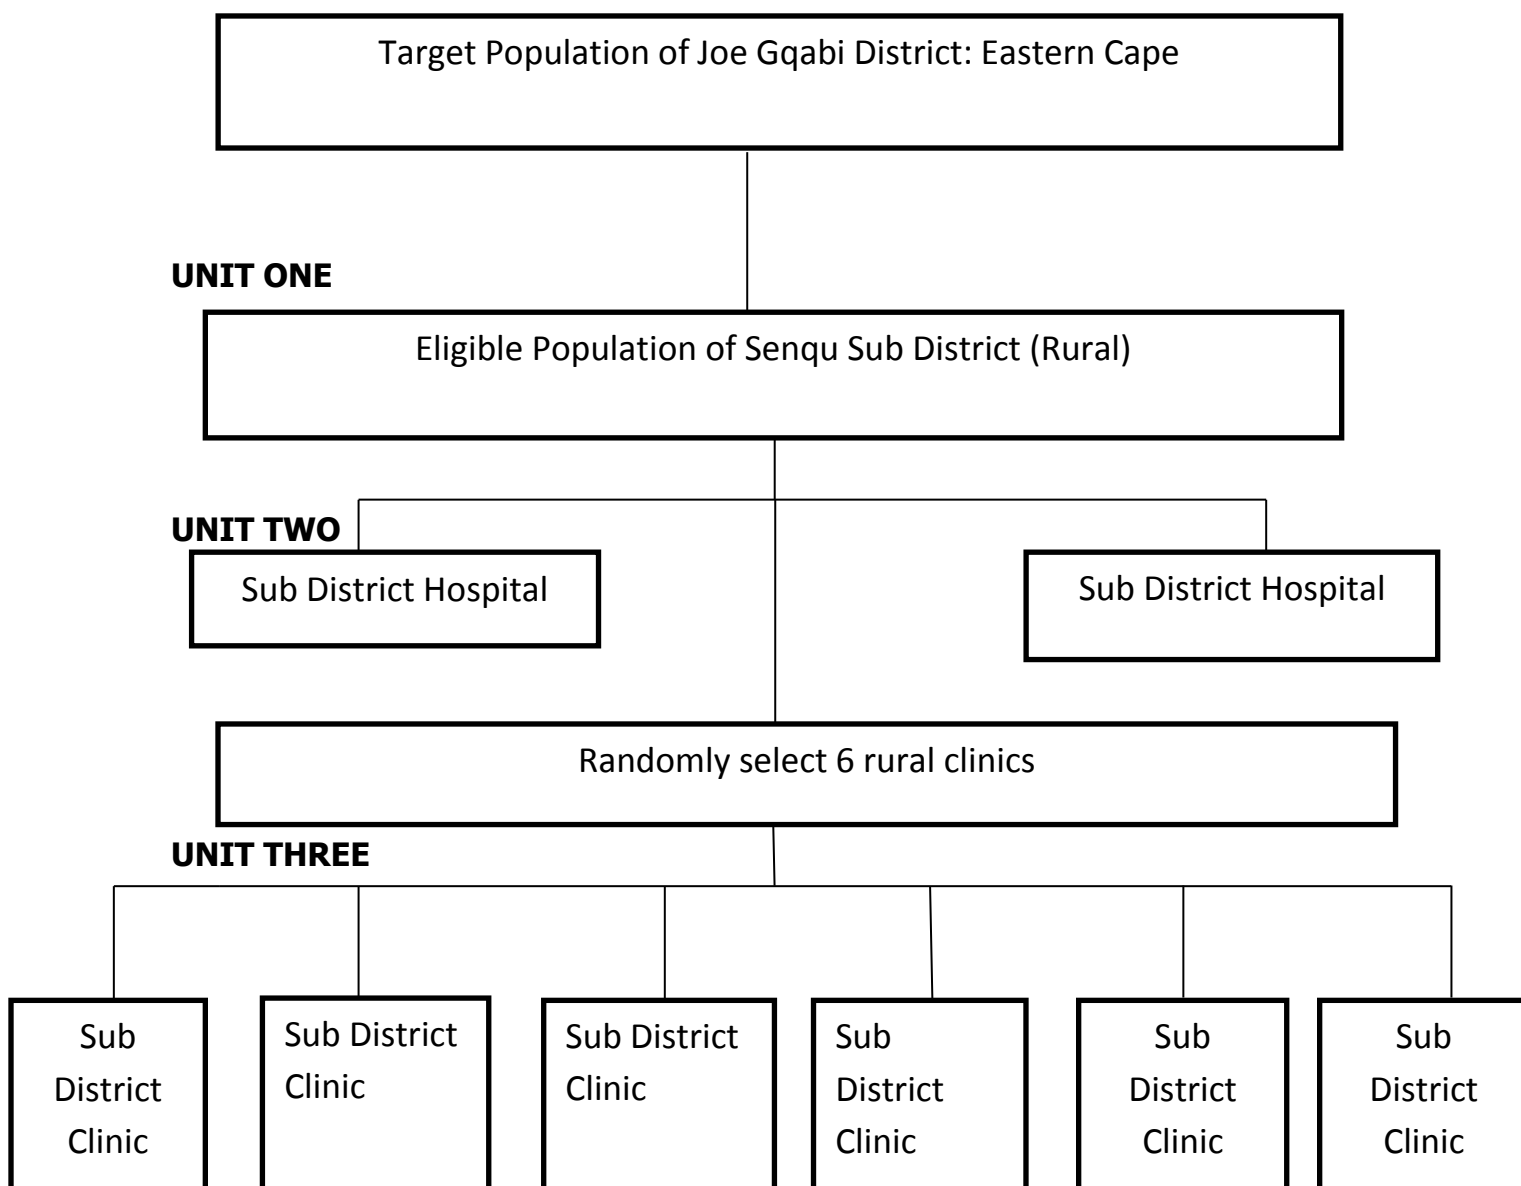 Target Population of Joe Gqabi District: Eastern Cape
UNIT ONE
Eligible Population of Senqu Sub District (Rural)
UNIT TWO
Sub District Hospital
Sub District Hospital
Randomly select 6 rural clinics
UNIT THREE
Sub
District
Clinic
Sub District
Clinic
Sub District
Clinic
Sub
District
Clinic
Sub
District
Clinic
Sub
District
Clinic